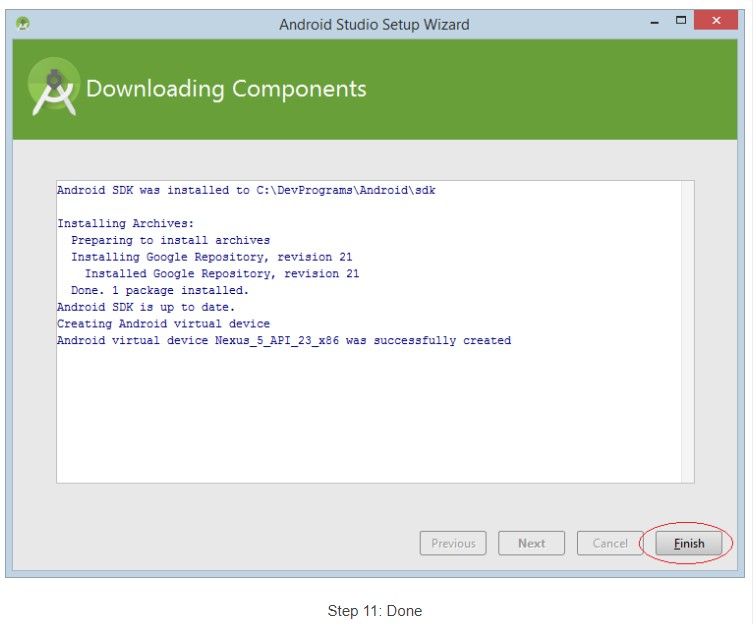 Android Studio Setup Wizard
Downloading Components
Android SDK was installed to C:\DevPrograms\Android\sdk
Installing Archives:
Preparing to install archives
Installing Google Repository, revision 21
Installed Google Repository, revision 21
Done. 1 package installed.
Android SDK is up to date.
Creating Android virtual device
Android virtual device Nexus_5_API_23_x86 was successfully created
Previous Next Cancel Finish
Step 11: Done